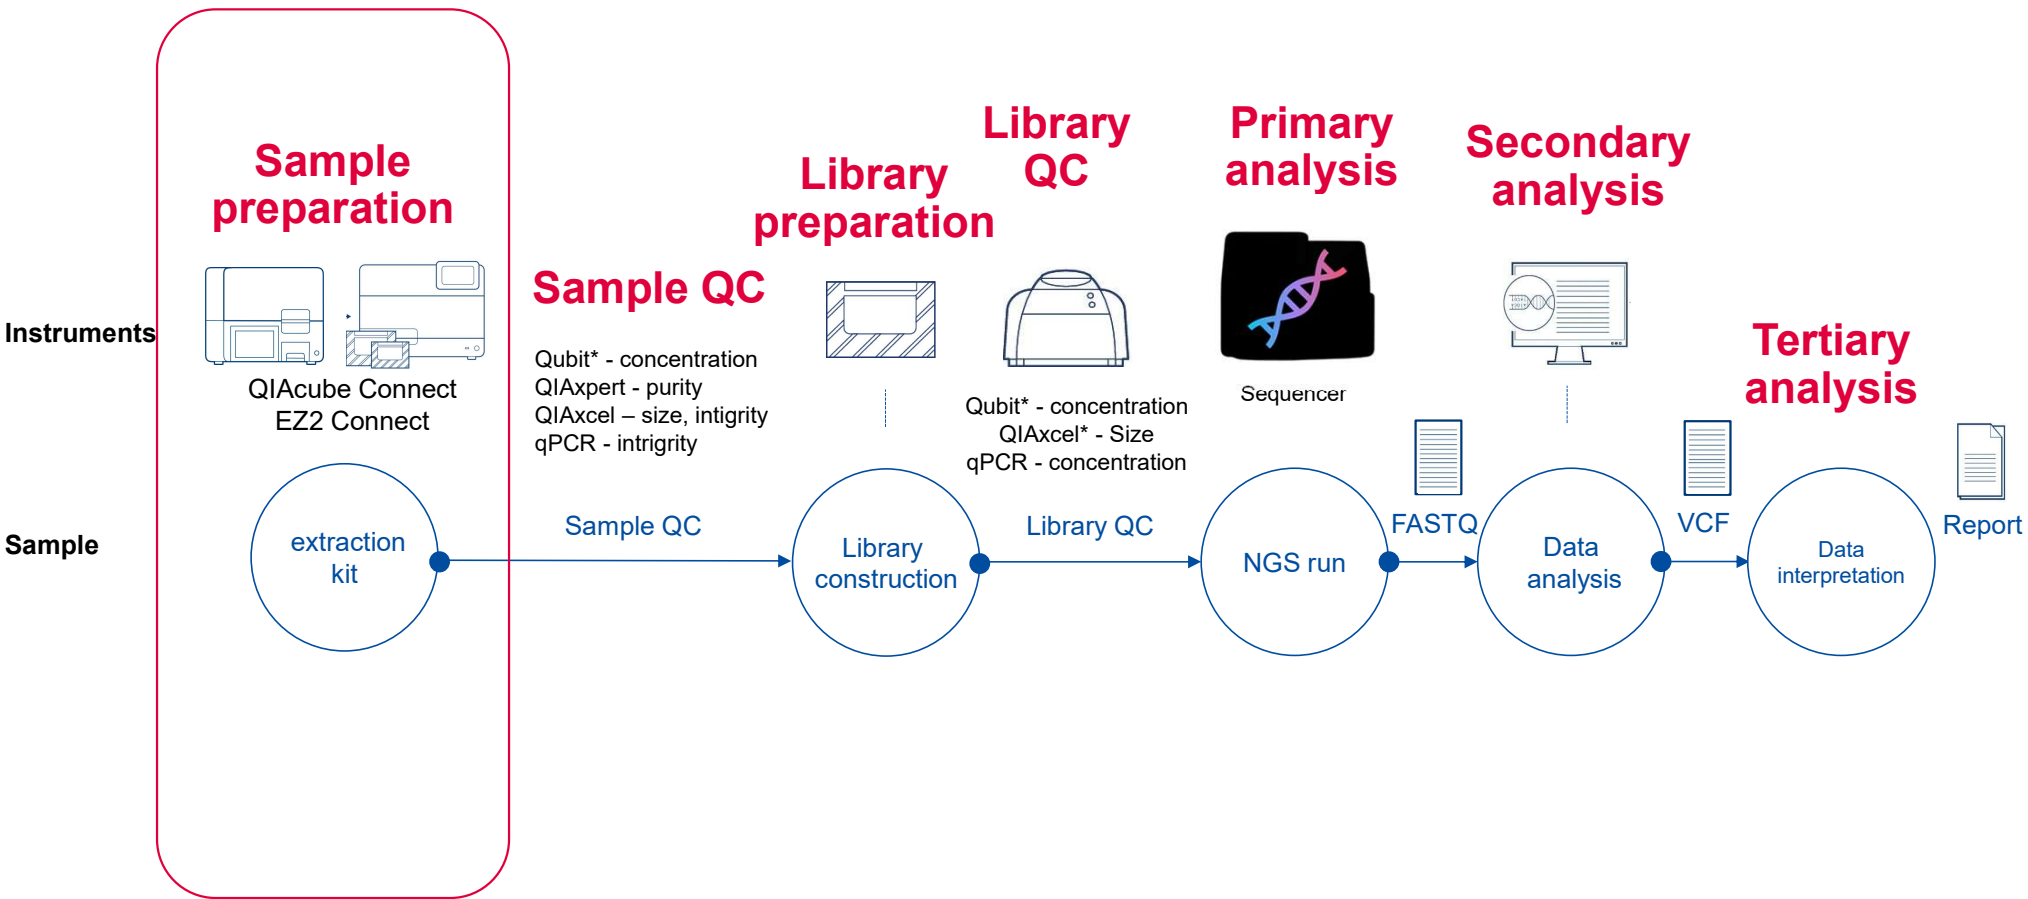 Sample
preparation
Sample QC
Library
preparation
Library
QC
Primary
analysis
Secondary
analysis
Tertiary
analysis
Instruments
QIAcube Connect
EZ2 Connect
Qubit* - concentration
QIAxpert - purity
QIAxcel – size, intigrity
qPCR - intrigrity
Qubit* - concentration
QIAxcel* - Size
qPCR - concentration
Sequencer
Sample
extraction
kit
Sample QC
Library
construction
Library QC
NGS run
FASTQ
Data
analysis
VCF
Data
interpretation
Report